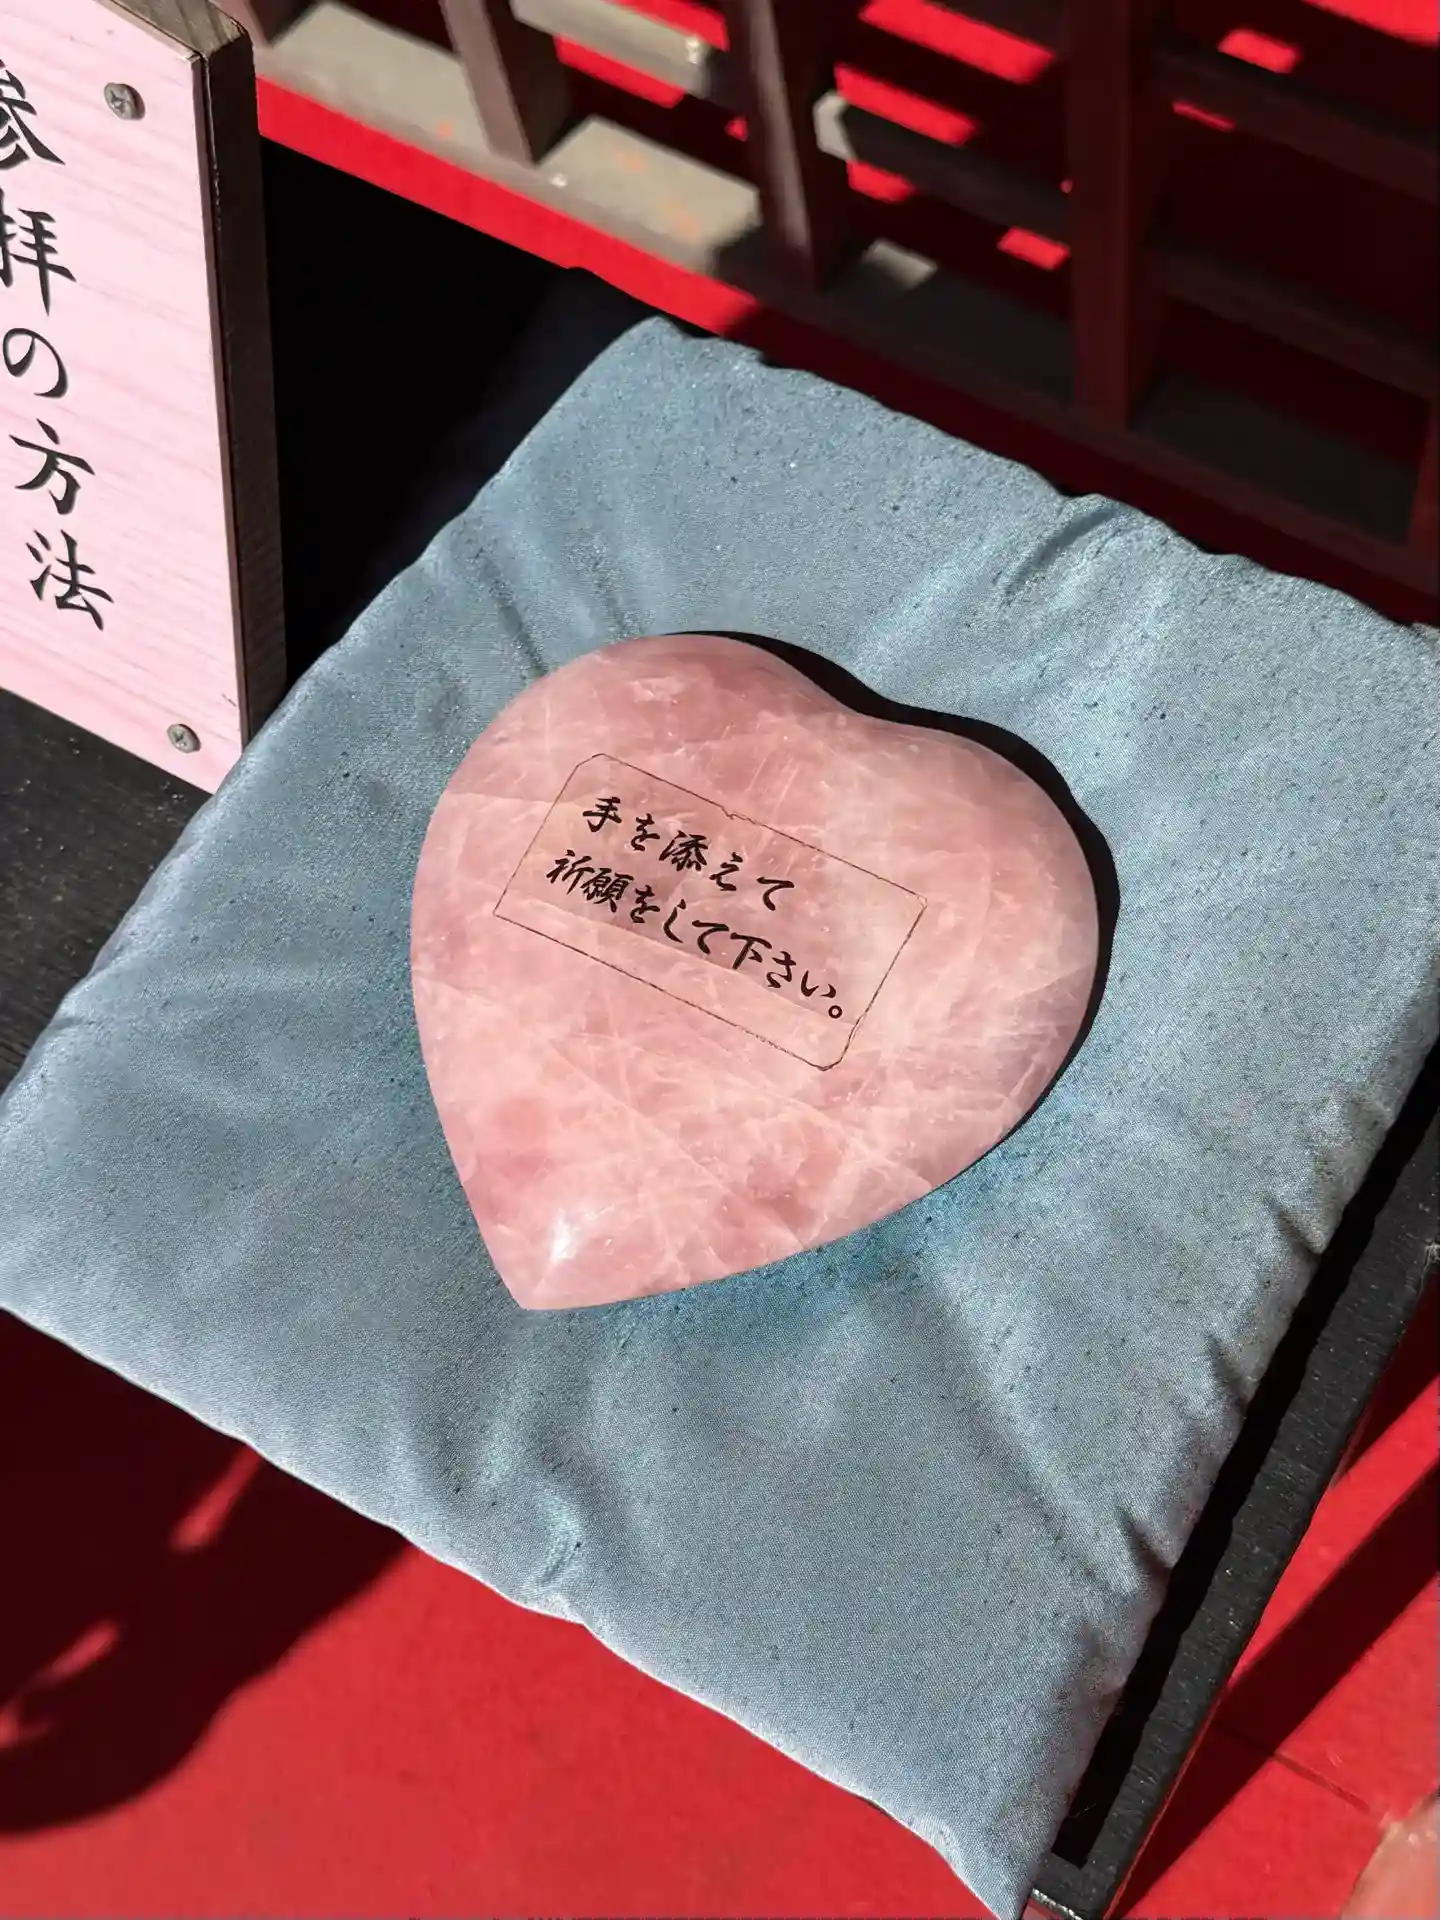 参拝の方法
手を添えて
祈願をして下さい。